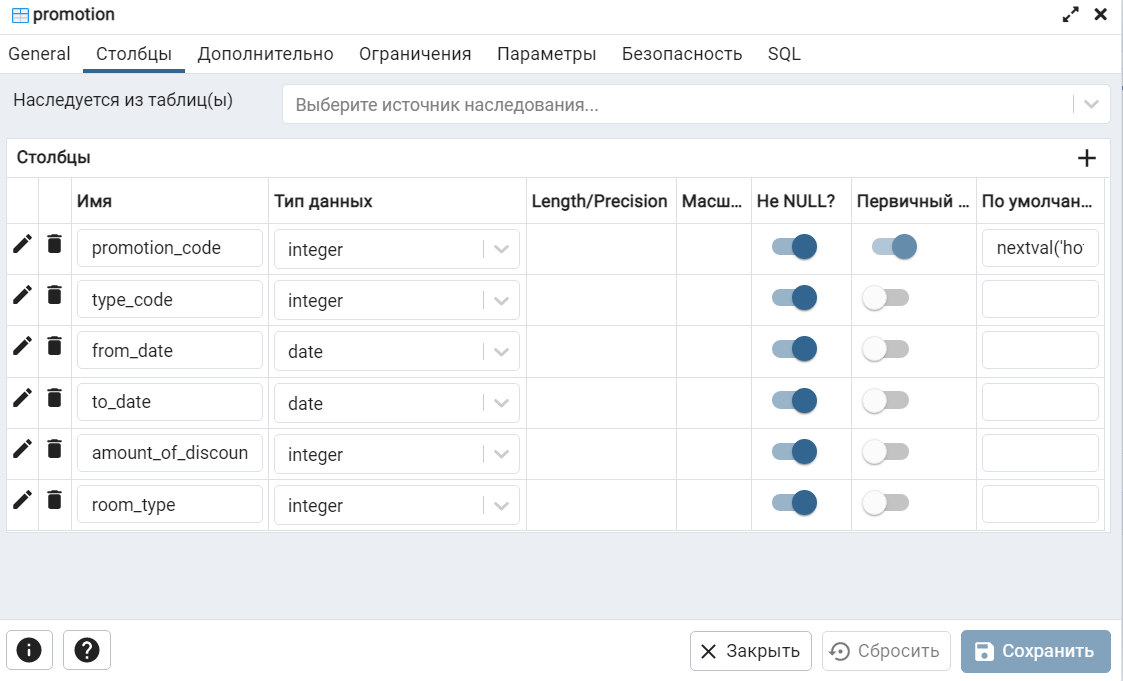 promotion
General Столбцы Дополнительно Ограничения Параметры Безопасность SQL
Наследуется из таблиц(ы) Выберите источник наследования...
Столбцы
Имя Тип данных Length/Precision Масш... Не NULL? Первичный ... По умолчан...
promotion_code integer nextval('ho
type_code integer
from_date date
to_date date
amount_of_discoun integer
room_type integer
Закрыть Сбросить Сохранить